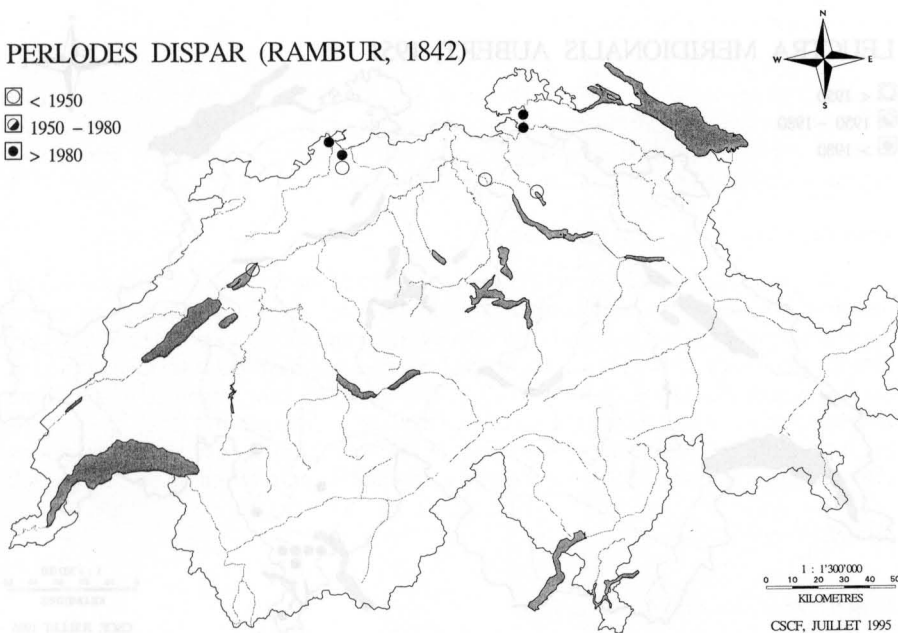 PERLODES DISPAR (RAMBUR, 1842)
< 1950
1950 – 1980
> 1980
N
W
E
S
1 : 1'300'000
0 10 20 30 40 50
KILOMETRES
CSCF, JUILLET 1995